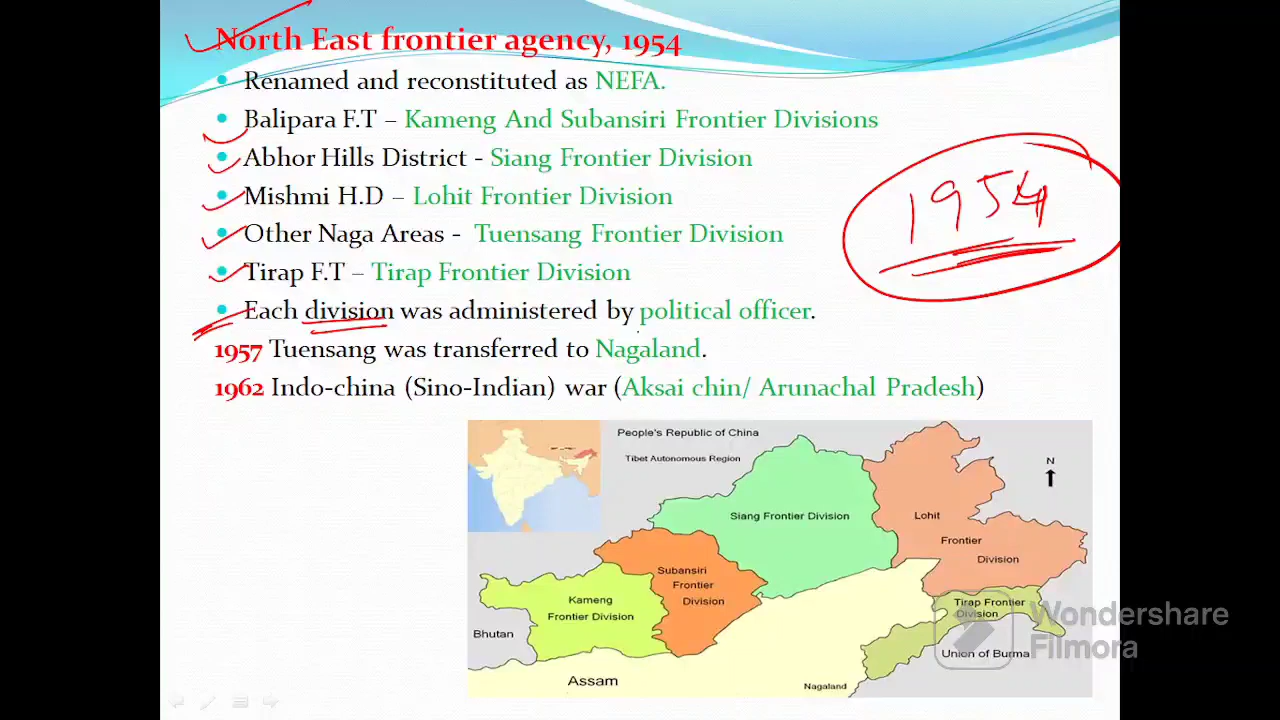 North East frontier agency, 1954
Renamed and reconstituted as NEFA.
Balipara F.T – Kameng And Subansiri Frontier Divisions
Abhor Hills District - Siang Frontier Division
Mishmi H.D – Lohit Frontier Division
Other Naga Areas - Tuensang Frontier Division
Tirap F.T – Tirap Frontier Division
Each division was administered by political officer.
1957 Tuensang was transferred to Nagaland.
1962 Indo-china (Sino-Indian) war (Aksai chin/ Arunachal Pradesh)
1954
People's Republic of China
Tibet Autonomous Region
N
Siang Frontier Division
Lohit
Frontier
Division
Subansiri
Frontier
Division
Kameng
Frontier Division
Tirap Frontier
Division
Bhutan
Union of Burma
Assam
Nagaland
Wondershare
Filmora